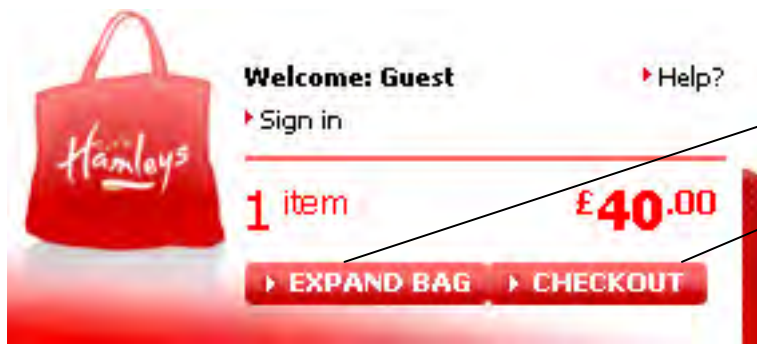 Hamleys
Welcome: Guest
Help?
Sign in
1 item
£40.00
EXPAND BAG
CHECKOUT